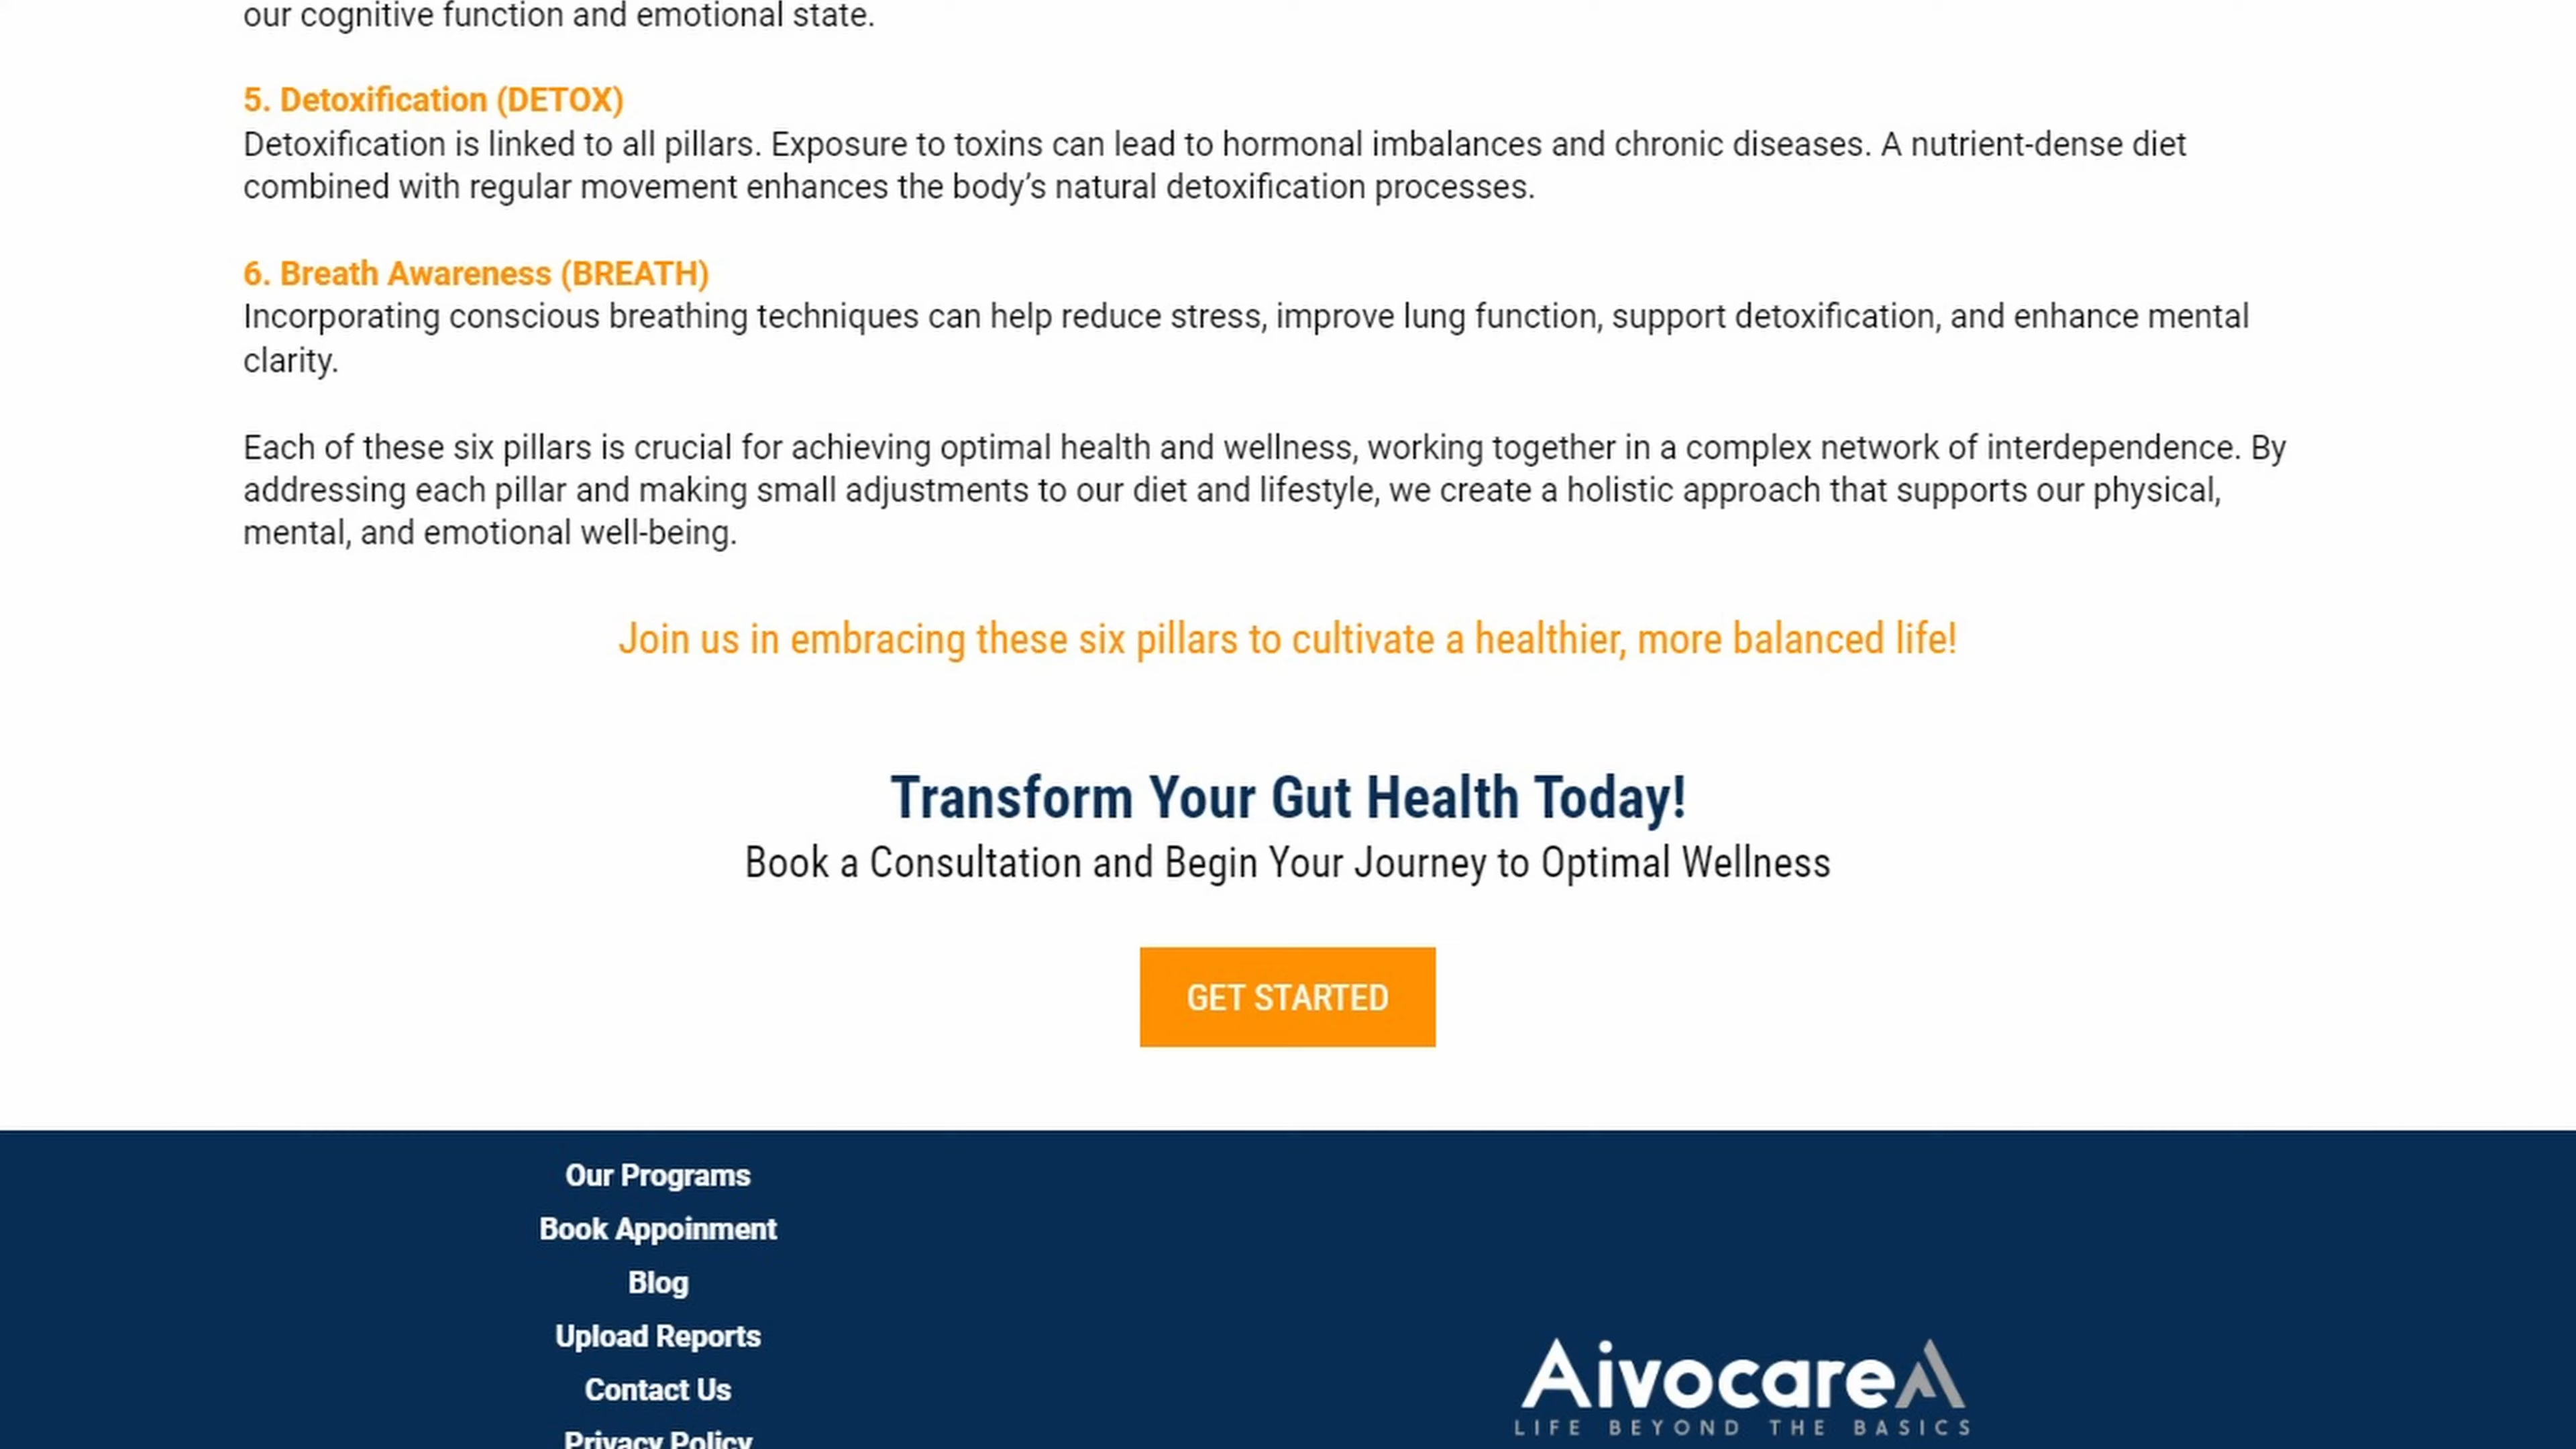 our cognitive function and emotional state.
5. Detoxification (DETOX)
Detoxification is linked to all pillars. Exposure to toxins can lead to hormonal imbalances and chronic diseases. A nutrient-dense diet
combined with regular movement enhances the body’s natural detoxification processes.
6. Breath Awareness (BREATH)
Incorporating conscious breathing techniques can help reduce stress, improve lung function, support detoxification, and enhance mental
clarity.
Each of these six pillars is crucial for achieving optimal health and wellness, working together in a complex network of interdependence. By
addressing each pillar and making small adjustments to our diet and lifestyle, we create a holistic approach that supports our physical,
mental, and emotional well-being.
Join us in embracing these six pillars to cultivate a healthier, more balanced life!
Transform Your Gut Health Today!
Book a Consultation and Begin Your Journey to Optimal Wellness
GET STARTED
Our Programs
Book Appoinment
Blog
Upload Reports
Contact Us
Privacy Policy
Aivocare
LIFE BEYOND THE BASICS